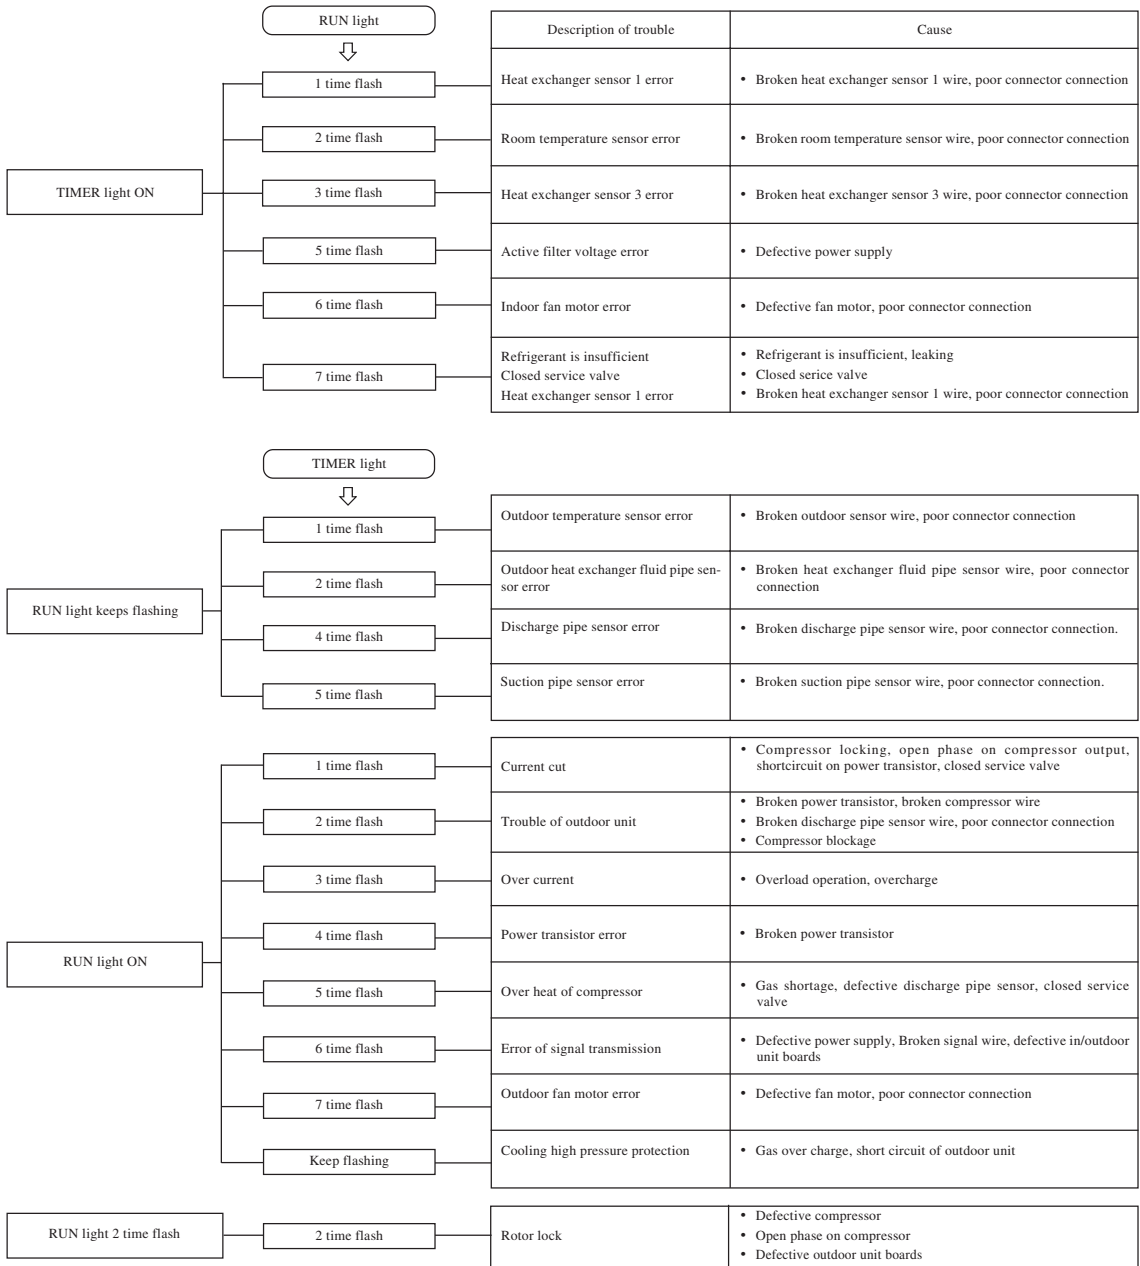 RUN light
Description of trouble
Cause
1 time flash
Heat exchanger sensor 1 error
• Broken heat exchanger sensor 1 wire, poor connector connection
2 time flash
Room temperature sensor error
• Broken room temperature sensor wire, poor connector connection
TIMER light ON
3 time flash
Heat exchanger sensor 3 error
• Broken heat exchanger sensor 3 wire, poor connector connection
5 time flash
Active filter voltage error
• Defective power supply
6 time flash
Indoor fan motor error
• Defective fan motor, poor connector connection
7 time flash
Refrigerant is insufficient
Closed service valve
Heat exchanger sensor 1 error
• Refrigerant is insufficient, leaking
• Closed serice valve
• Broken heat exchanger sensor 1 wire, poor connector connection
TIMER light
1 time flash
Outdoor temperature sensor error
• Broken outdoor sensor wire, poor connector connection
RUN light keeps flashing
2 time flash
Outdoor heat exchanger fluid pipe sen-
sor error
• Broken heat exchanger fluid pipe sensor wire, poor connector
connection
4 time flash
Discharge pipe sensor error
• Broken discharge pipe sensor wire, poor connector connection.
5 time flash
Suction pipe sensor error
• Broken suction pipe sensor wire, poor connector connection.
1 time flash
Current cut
• Compressor locking, open phase on compressor output,
shortcircuit on power transistor, closed service valve
2 time flash
Trouble of outdoor unit
• Broken power transistor, broken compressor wire
• Broken discharge pipe sensor wire, poor connector connection
• Compressor blockage
3 time flash
Over current
• Overload operation, overcharge
4 time flash
Power transistor error
• Broken power transistor
RUN light ON
5 time flash
Over heat of compressor
• Gas shortage, defective discharge pipe sensor, closed service
valve
6 time flash
Error of signal transmission
• Defective power supply, Broken signal wire, defective in/outdoor
unit boards
7 time flash
Outdoor fan motor error
• Defective fan motor, poor connector connection
Keep flashing
Cooling high pressure protection
• Gas over charge, short circuit of outdoor unit
RUN light 2 time flash
2 time flash
Rotor lock
• Defective compressor
• Open phase on compressor
• Defective outdoor unit boards